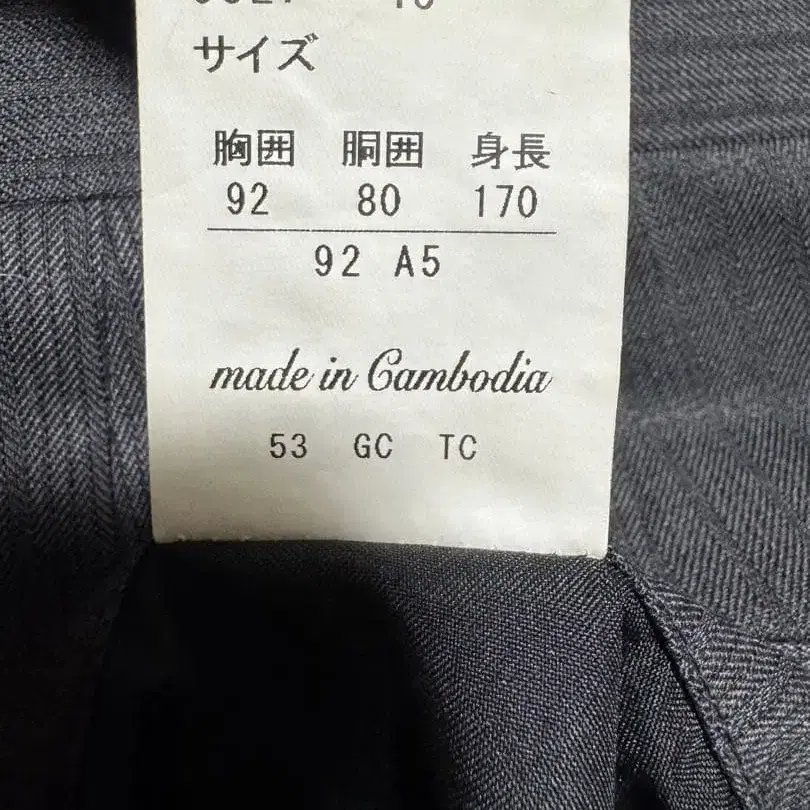 サイズ
胸囲 胴囲 身長
92 80 170
92 A5
made in Cambodia
53 GC TC